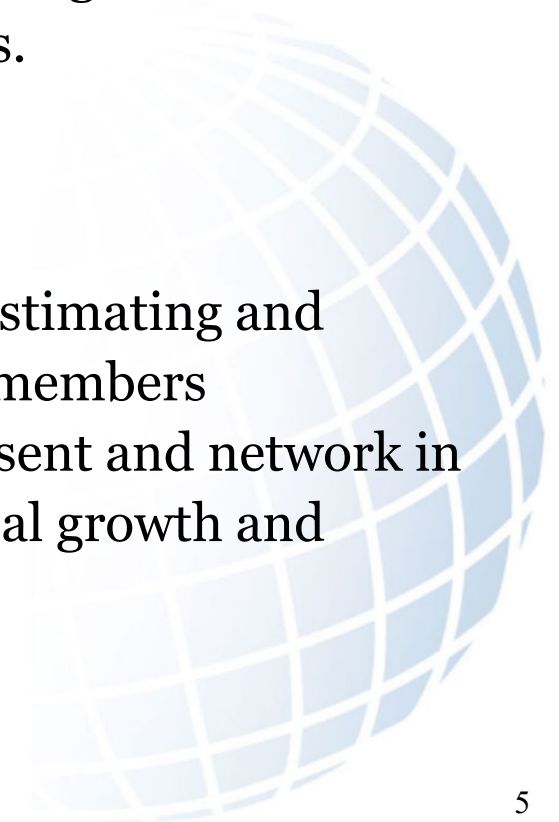 s.
stimating and
members
sent and network in
al growth and
5